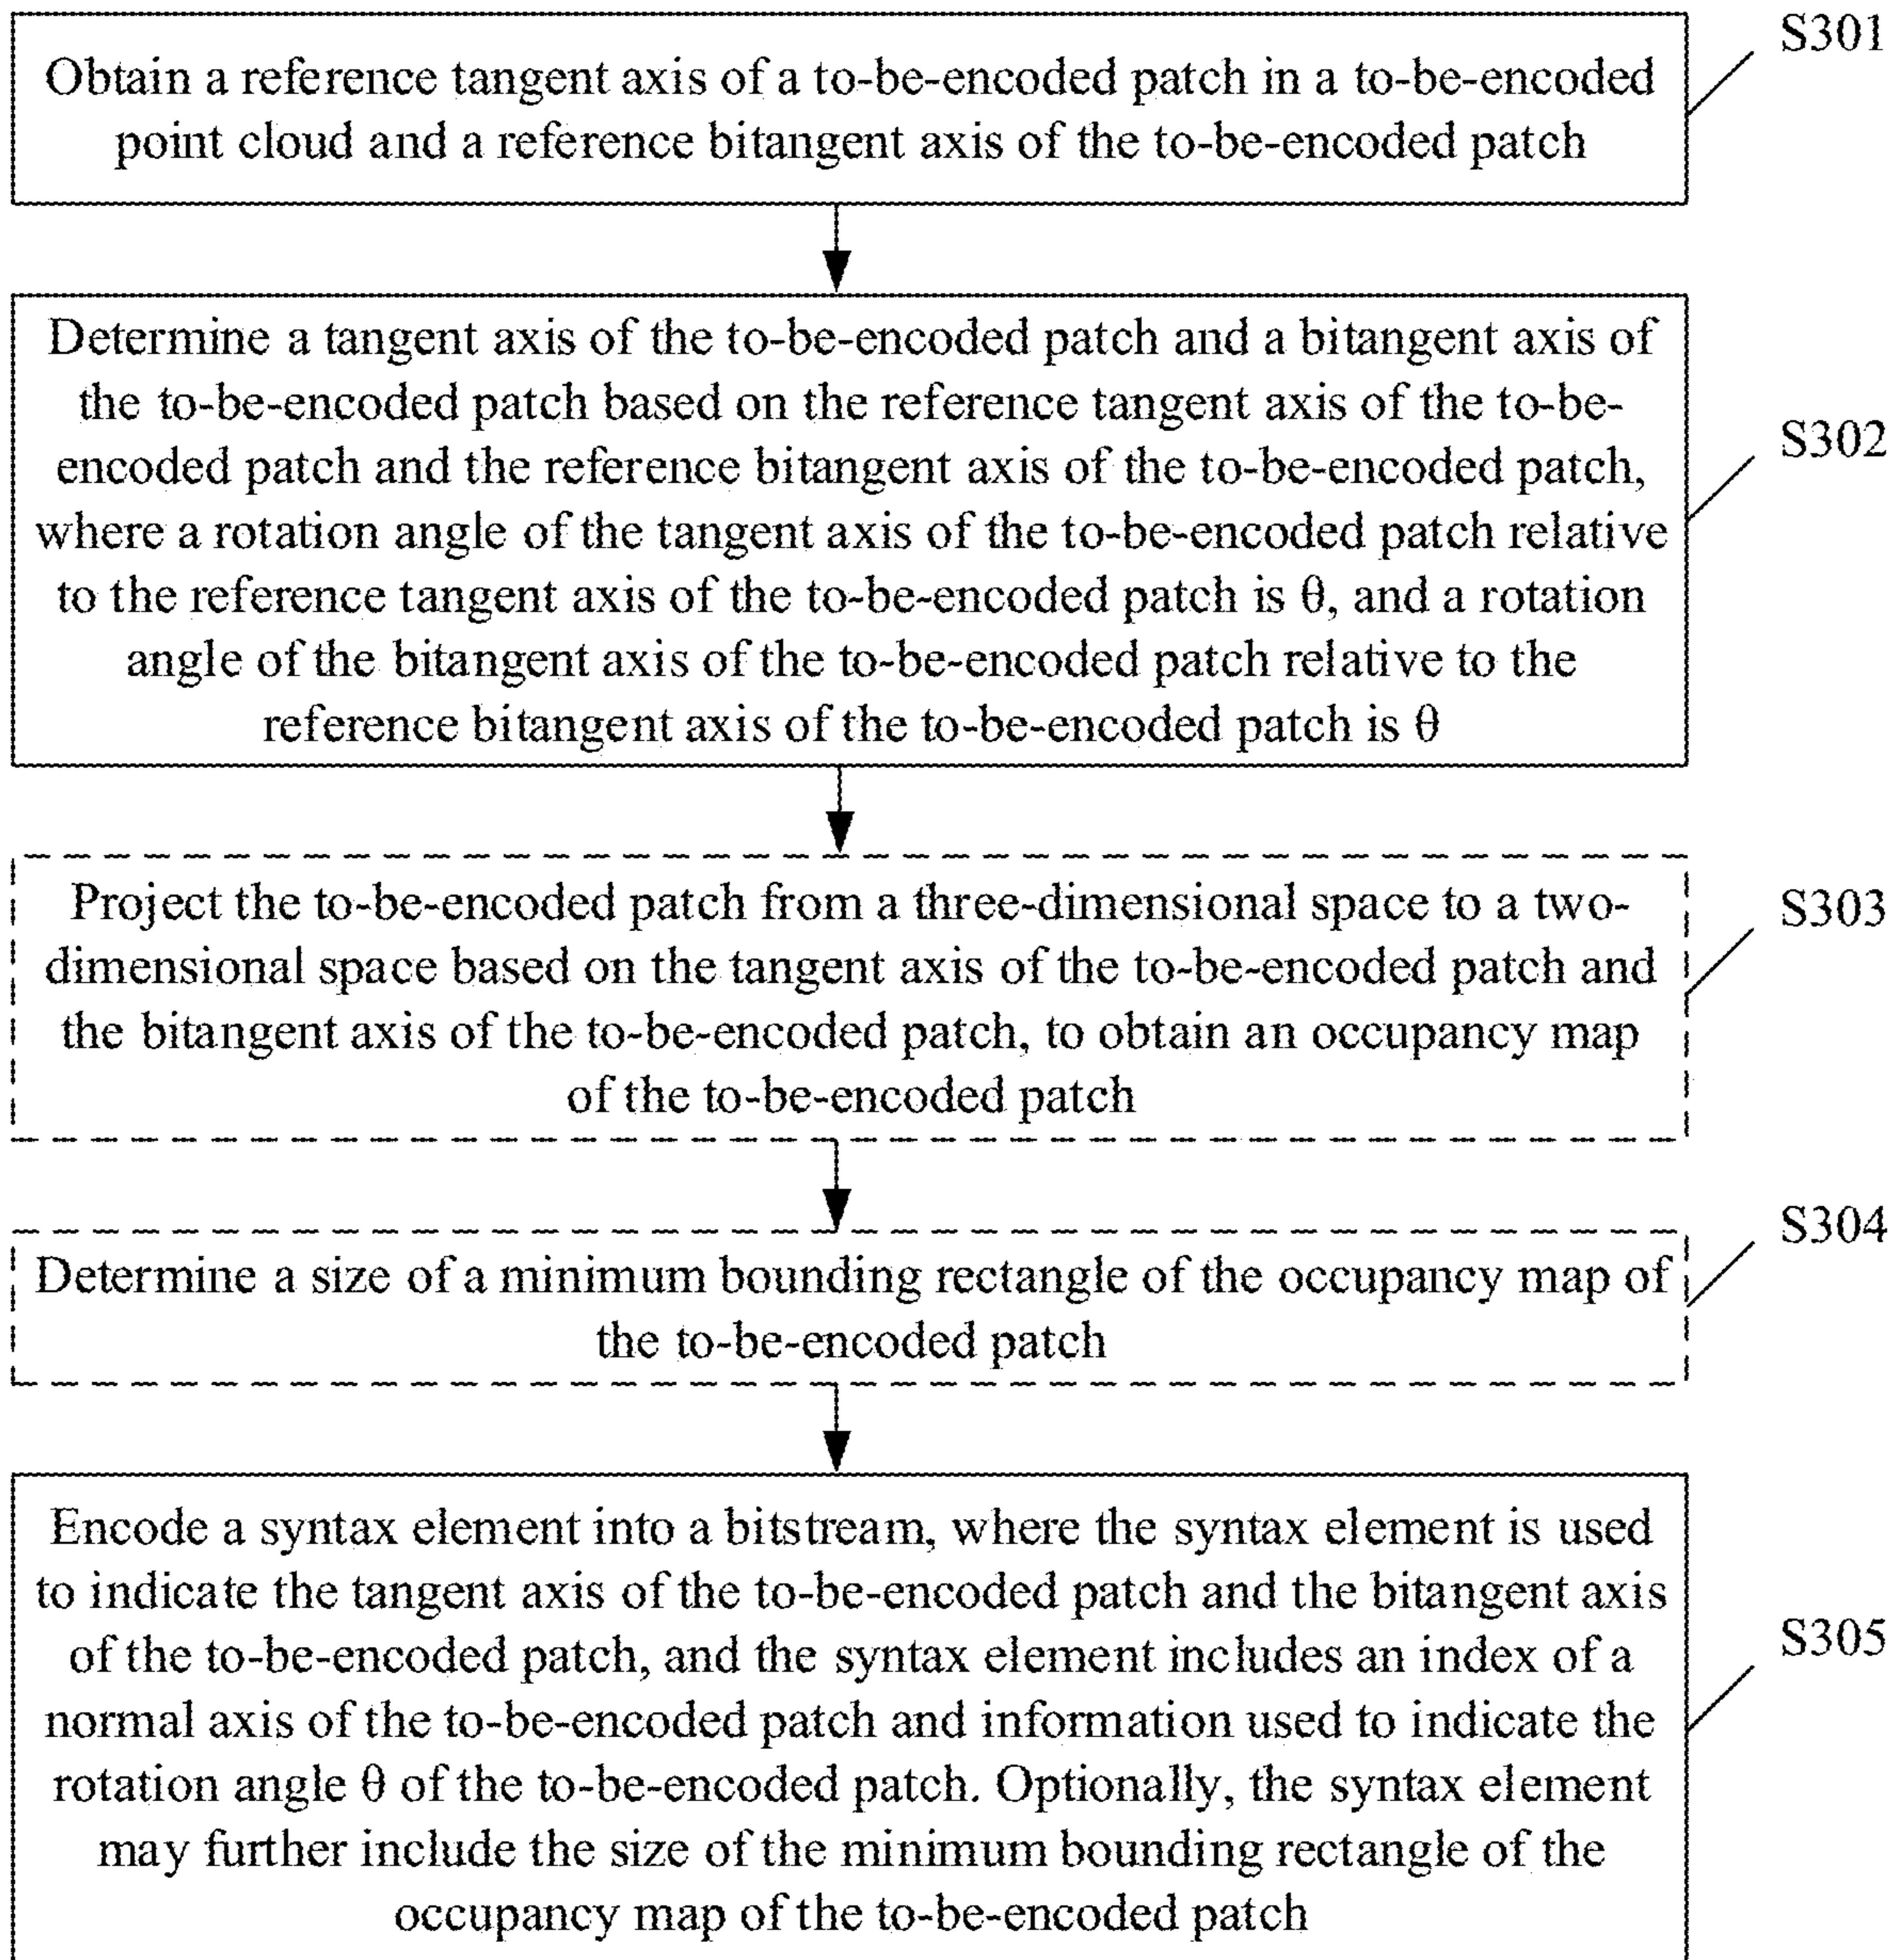 S301
Obtain a reference tangent axis of a to-be-encoded patch in a to-be-encoded
point cloud and a reference bitangent axis of the to-be-encoded patch
Determine a tangent axis of the to-be-encoded patch and a bitangent axis of
the to-be-encoded patch based on the reference tangent axis of the to-be-
encoded patch and the reference bitangent axis of the to-be-encoded patch,
where a rotation angle of the tangent axis of the to-be-encoded patch relative
to the reference tangent axis of the to-be-encoded patch is θ, and a rotation
angle of the bitangent axis of the to-be-encoded patch relative to the
reference bitangent axis of the to-be-encoded patch is θ
S302
Project the to-be-encoded patch from a three-dimensional space to a two-
dimensional space based on the tangent axis of the to-be-encoded patch and
the bitangent axis of the to-be-encoded patch, to obtain an occupancy map
of the to-be-encoded patch
S303
Determine a size of a minimum bounding rectangle of the occupancy map of
the to-be-encoded patch
S304
Encode a syntax element into a bitstream, where the syntax element is used
to indicate the tangent axis of the to-be-encoded patch and the bitangent axis
of the to-be-encoded patch, and the syntax element includes an index of a
normal axis of the to-be-encoded patch and information used to indicate the
rotation angle θ of the to-be-encoded patch. Optionally, the syntax element
may further include the size of the minimum bounding rectangle of the
occupancy map of the to-be-encoded patch
S305